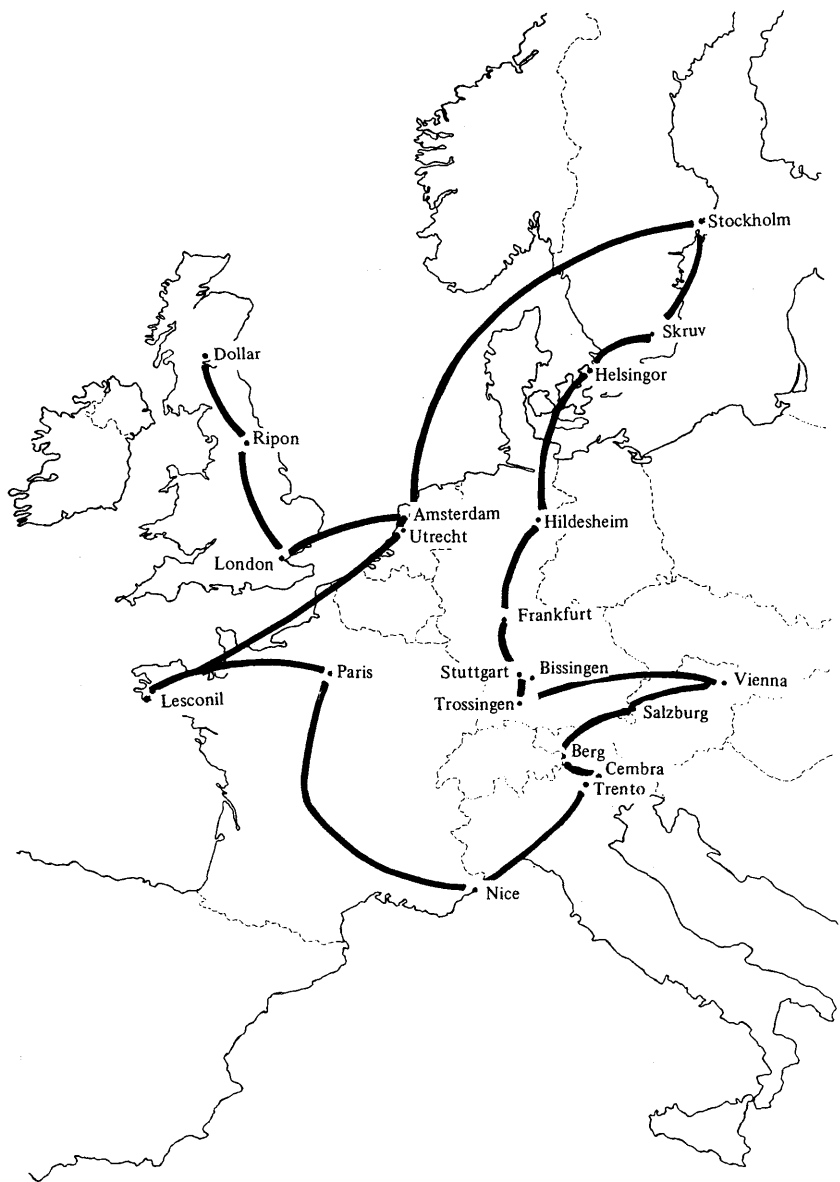 Stockholm
Skruv
Dollar
Helsingor
Ripon
Amsterdam
Hildesheim
Utrecht
London
Frankfurt
Stuttgart
Bissingen
Paris
Vienna
Lesconil
Trossingen
Salzburg
Berg
Cembra
Trento
Nice